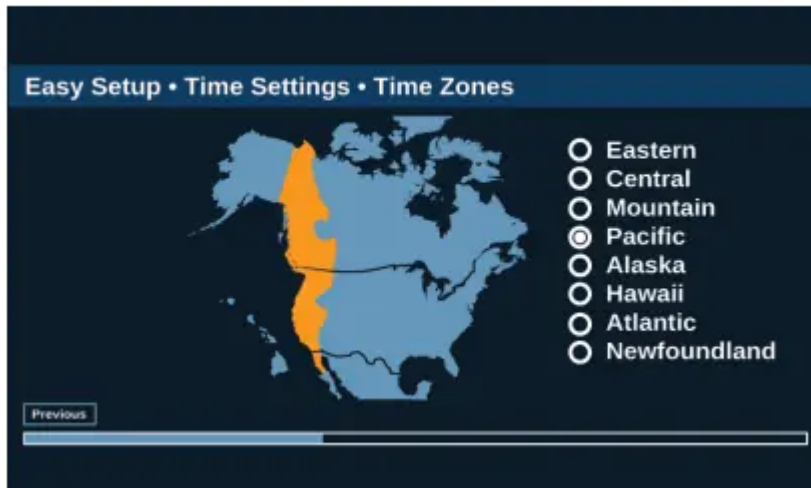 Easy Setup • Time Settings • Time Zones
Eastern
Central
Mountain
Pacific
Alaska
Hawaii
Atlantic
Newfoundland
Previous